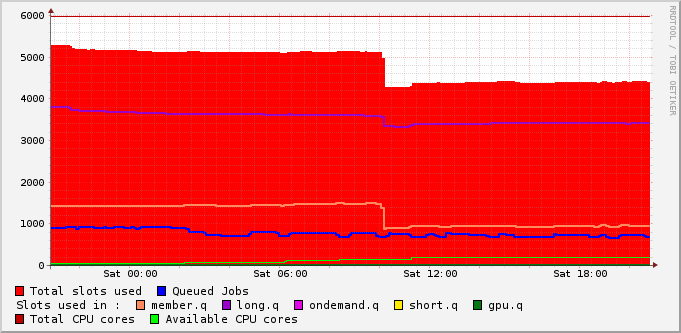 RRDTOOL / TOBI OETIKER
6000
5000
4000
3000
2000
1000
0
Sat 00:00 Sat 06:00 Sat 12:00 Sat 18:00
Total slots used Queued Jobs
Slots used in : member.q long.q ondemand.q short.q gpu.q
Total CPU cores Available CPU cores